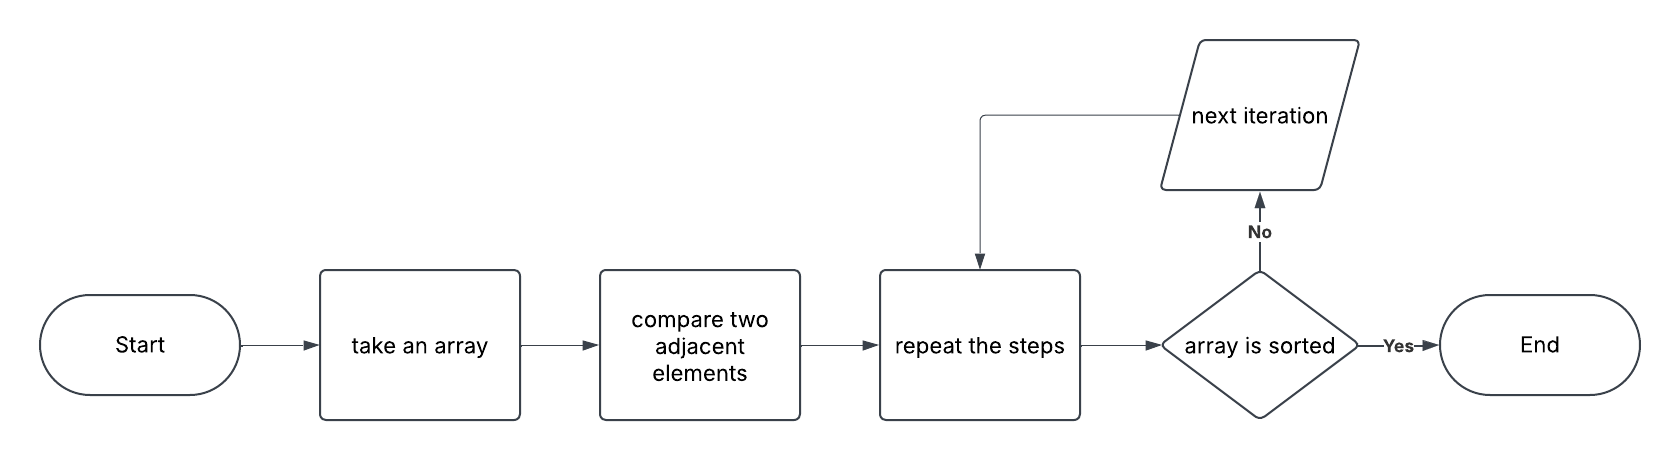 Start
take an array
compare two
adjacent
elements
repeat the steps
array is sorted
Yes
End
No
next iteration